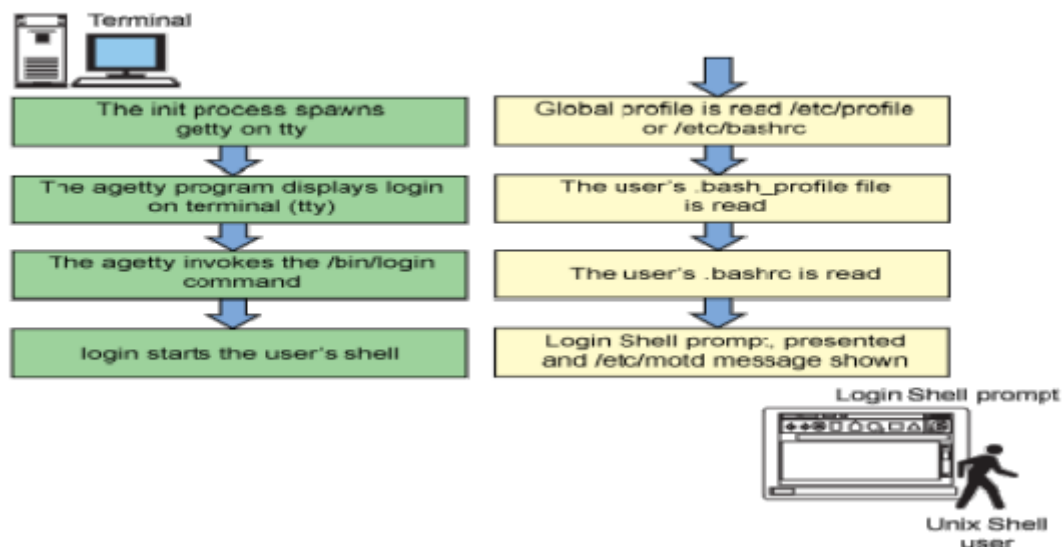 Terminal
The init process spawns
getty on tty
The agetty program displays login
on terminal (tty)
The agetty invokes the /bin/login
command
login starts the user's shell
Global profile is read /etc/profile
or /etc/bashrc
The user's .bash_profile file
is read
The user's .bashrc is read
Login Shell promp:, presented
and /etc/motd message shown
Login Shell prompt
Unix Shell
user